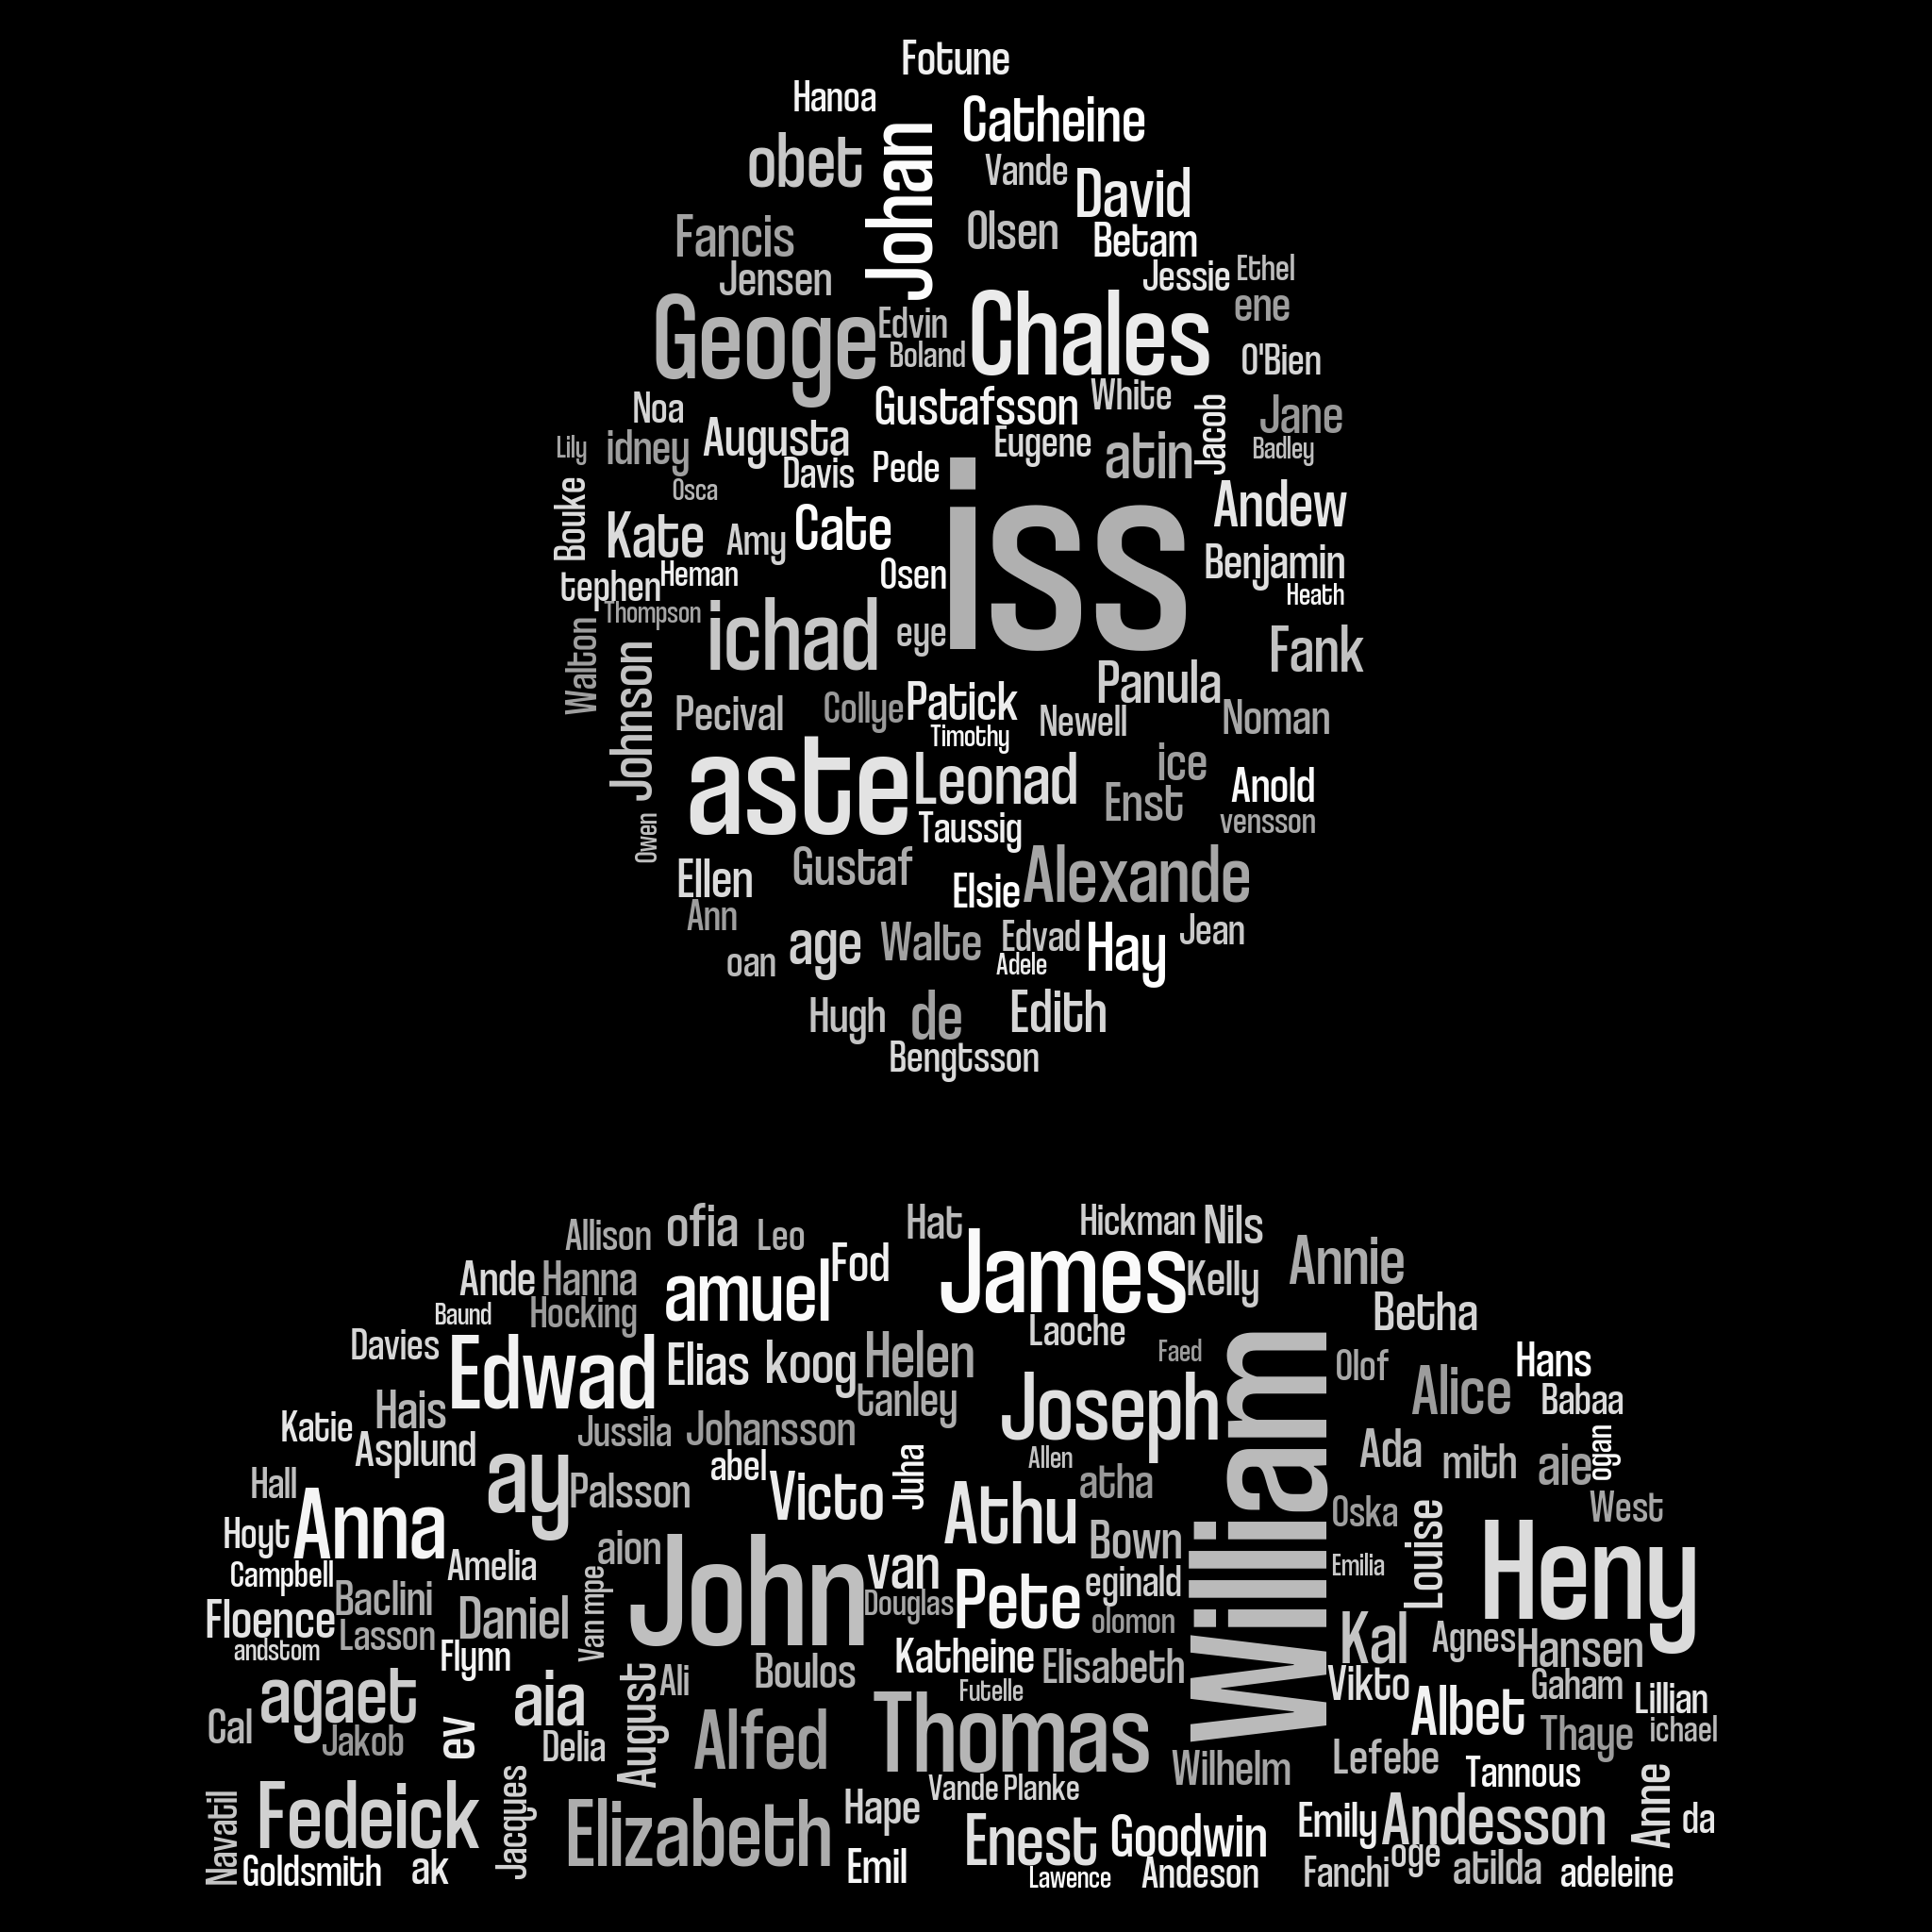 Fotune
Hanoa
Catheine
obet
Johan
Vande
David
Fancis
Olsen
Betam
Jensen
Jessie
Ethel
Geoge
Edvin
Chales
ene
Boland
O'Bien
Noa
Gustafsson
White
Jacob
Jane
Lily
idney
Augusta
Eugene
atin
Badley
Davis
Pede
Osca
iss
Bouke
Kate
Amy
Cate
Andew
tephen
Heman
Osen
Benjamin
Heath
Thompson
Walton
Johnson
ichad
eye
Fank
Panula
Pecival
Collye
Patick
Newell
Noman
Timothy
aste
Leonad
ice
Enst
Anold
Owen
Taussig
vensson
Ellen
Gustaf
Elsie
Alexande
Ann
oan
age
Walte
Edvad
Hay
Jean
Adele
Hugh
de
Edith
Bengtsson
Allison
ofia
Leo
Hat
Hickman
Nils
Ande
Hanna
amuel
Fod
James
Kelly
Annie
Baund
Hocking
Betha
Davies
Edwad
Elias
koog
Helen
Laoche
Faed
William
Olof
Hans
Hais
tanley
Joseph
Alice
Babaa
Katie
Asplund
Jussila
Johansson
Ada
mith
aie
ogan
Hall
ay
Palsson
abel
Victo
Juha
Allen
atha
Oska
West
Hoyt
Anna
Athu
Bown
Louise
Heny
Campbell
Amelia
aion
John
van
Emilia
Floence
Baclini
Daniel
Van mpe
Douglas
Pete
eginald
andstom
Lasson
Flynn
olomon
Kal
Agnes
Hansen
Katheine
Elisabeth
agaet
aia
August
Ali
Boulos
Futelle
Vikto
Albet
Gaham
Lillian
Cal
Jakob
ev
Delia
Alfed
Thomas
Thaye
ichael
Wilhelm
Lefebe
Tannous
Navatil
Fedeick
Jacques
Elizabeth
Hape
Vande Planke
Emily
Andesson
Anne
da
Goldsmith
ak
Emil
Enest
Goodwin
Lawence
Andeson
Fanchi
oge
atilda
adeleine